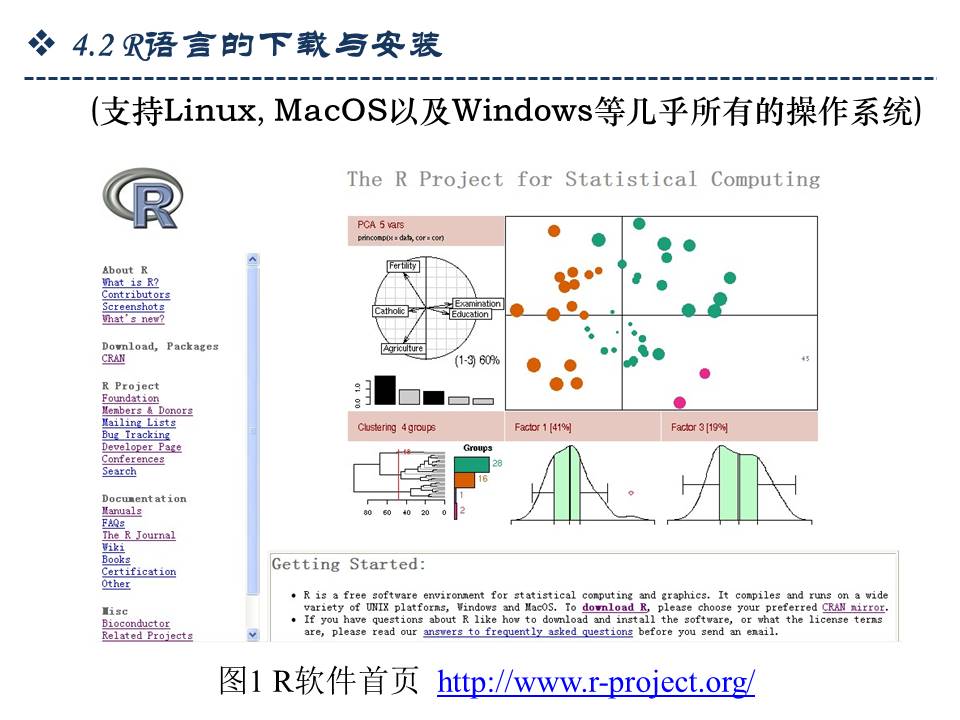 ❖ 4.2 R语言的下载与安装
(支持Linux, MacOS以及Windows等几乎所有的操作系统)
R
The R Project for Statistical Computing
About R
What is R?
Contributors
Screenshots
What's new?
Download, Packages
CRAN
R Project
Foundation
Members & Donors
Mailing Lists
Bug Tracking
Developer Page
Conferences
Search
Documentation
Manuals
FAQs
The R Journal
Wiki
Books
Certification
Other
Misc
Bioconductor
Related Projects
PCA 5 vars
princomp(x = data, cor = cor)
Fertility
Catholic
Examination
Education
Agriculture
(1-3) 60%
0.0 1.0
45
Clustering 4 groups
Factor 1 [41%]
Factor 3 [19%]
Groups
28
16
1
2
80 60 40 20 0
Getting Started:
• R is a free software environment for statistical computing and graphics. It compiles and runs on a wide
variety of UNIX platforms, Windows and MacOS. To download R, please choose your preferred CRAN mirror.
• If you have questions about R like how to download and install the software, or what the license terms
are, please read our answers to frequently asked questions before you send an email.
图1 R软件首页 http://www.r-project.org/